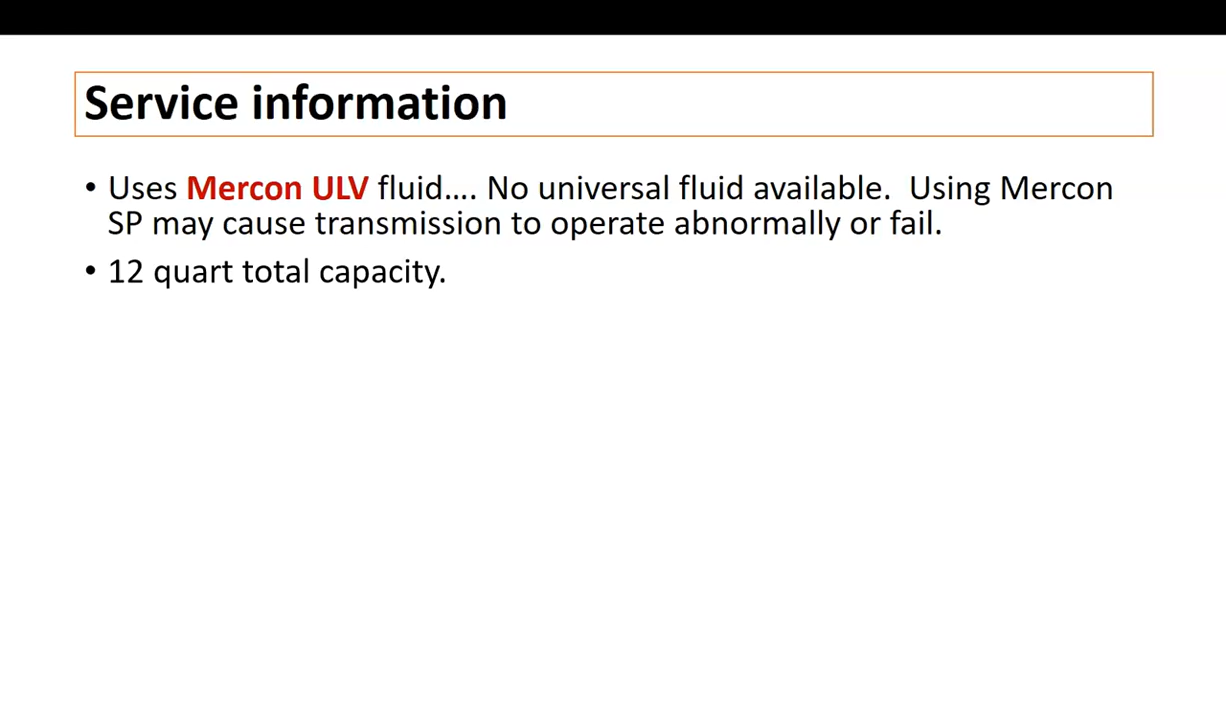 Service information
• Uses Mercon ULV fluid…. No universal fluid available.  Using Mercon
SP may cause transmission to operate abnormally or fail.
• 12 quart total capacity.